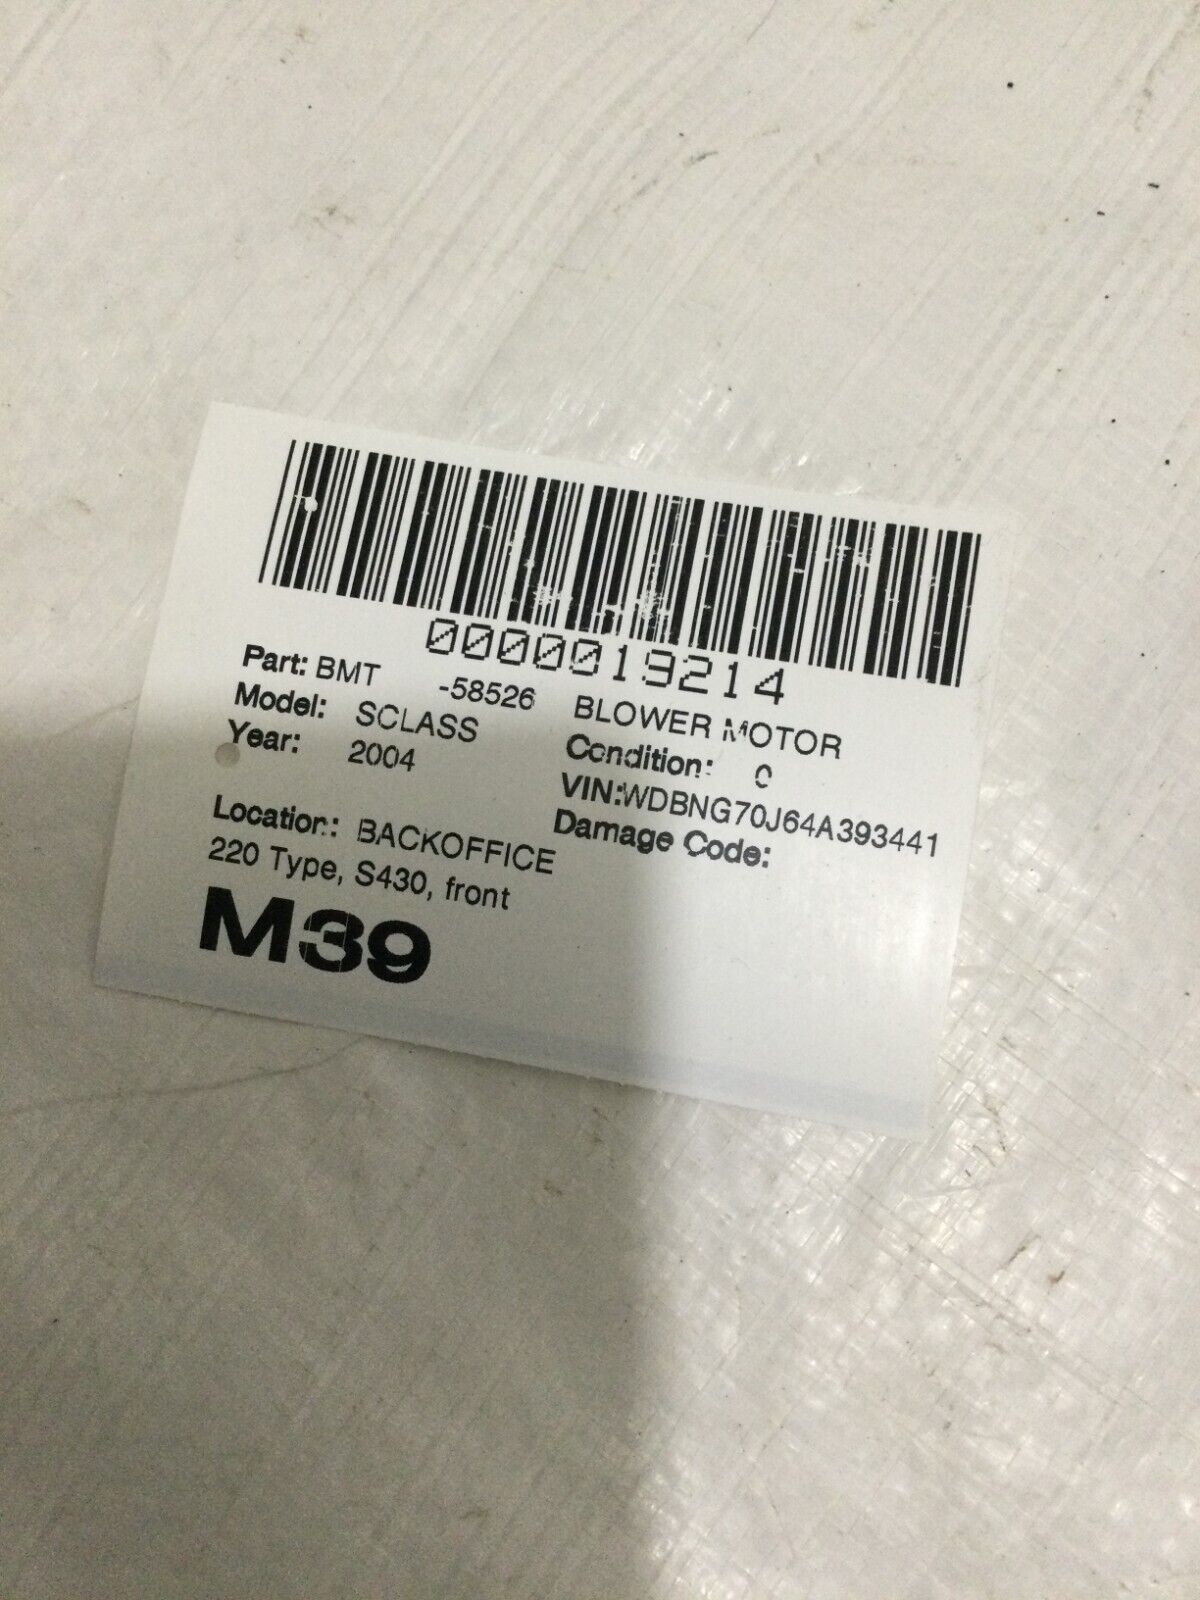 0000019214
Part: BMT -58526 BLOWER MOTOR
Model: SCLASS Condition: 0
Year: 2004 VIN:WDBNG70J64A393441
Damage Code:
Location: BACKOFFICE
220 Type, S430, front
M39